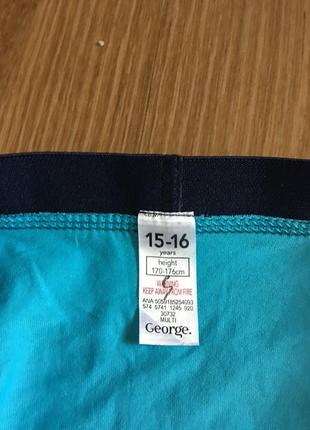 15-16
years
height
170-176cm
WARNING
KEEP AWAY FROM FIRE
ANA 5059185254093
574 5741 1245 920
30732
MULTI
George.